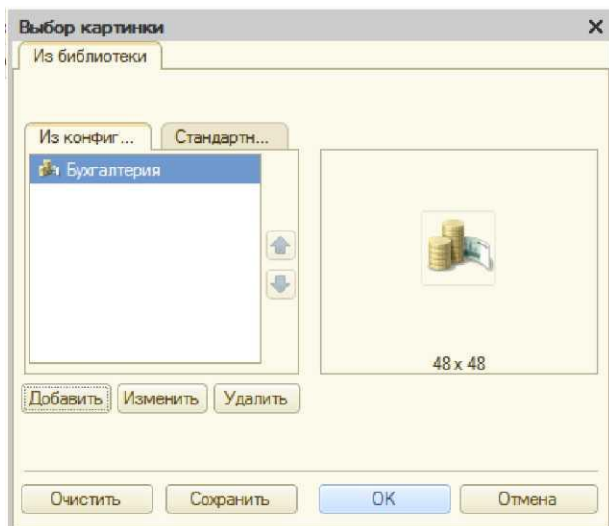 Выбор картинки
Из библиотеки
Из конфиг... Стандартн...
Бухгалтерия
48 x 48
Добавить Изменить Удалить
Очистить Сохранить OK Отмена